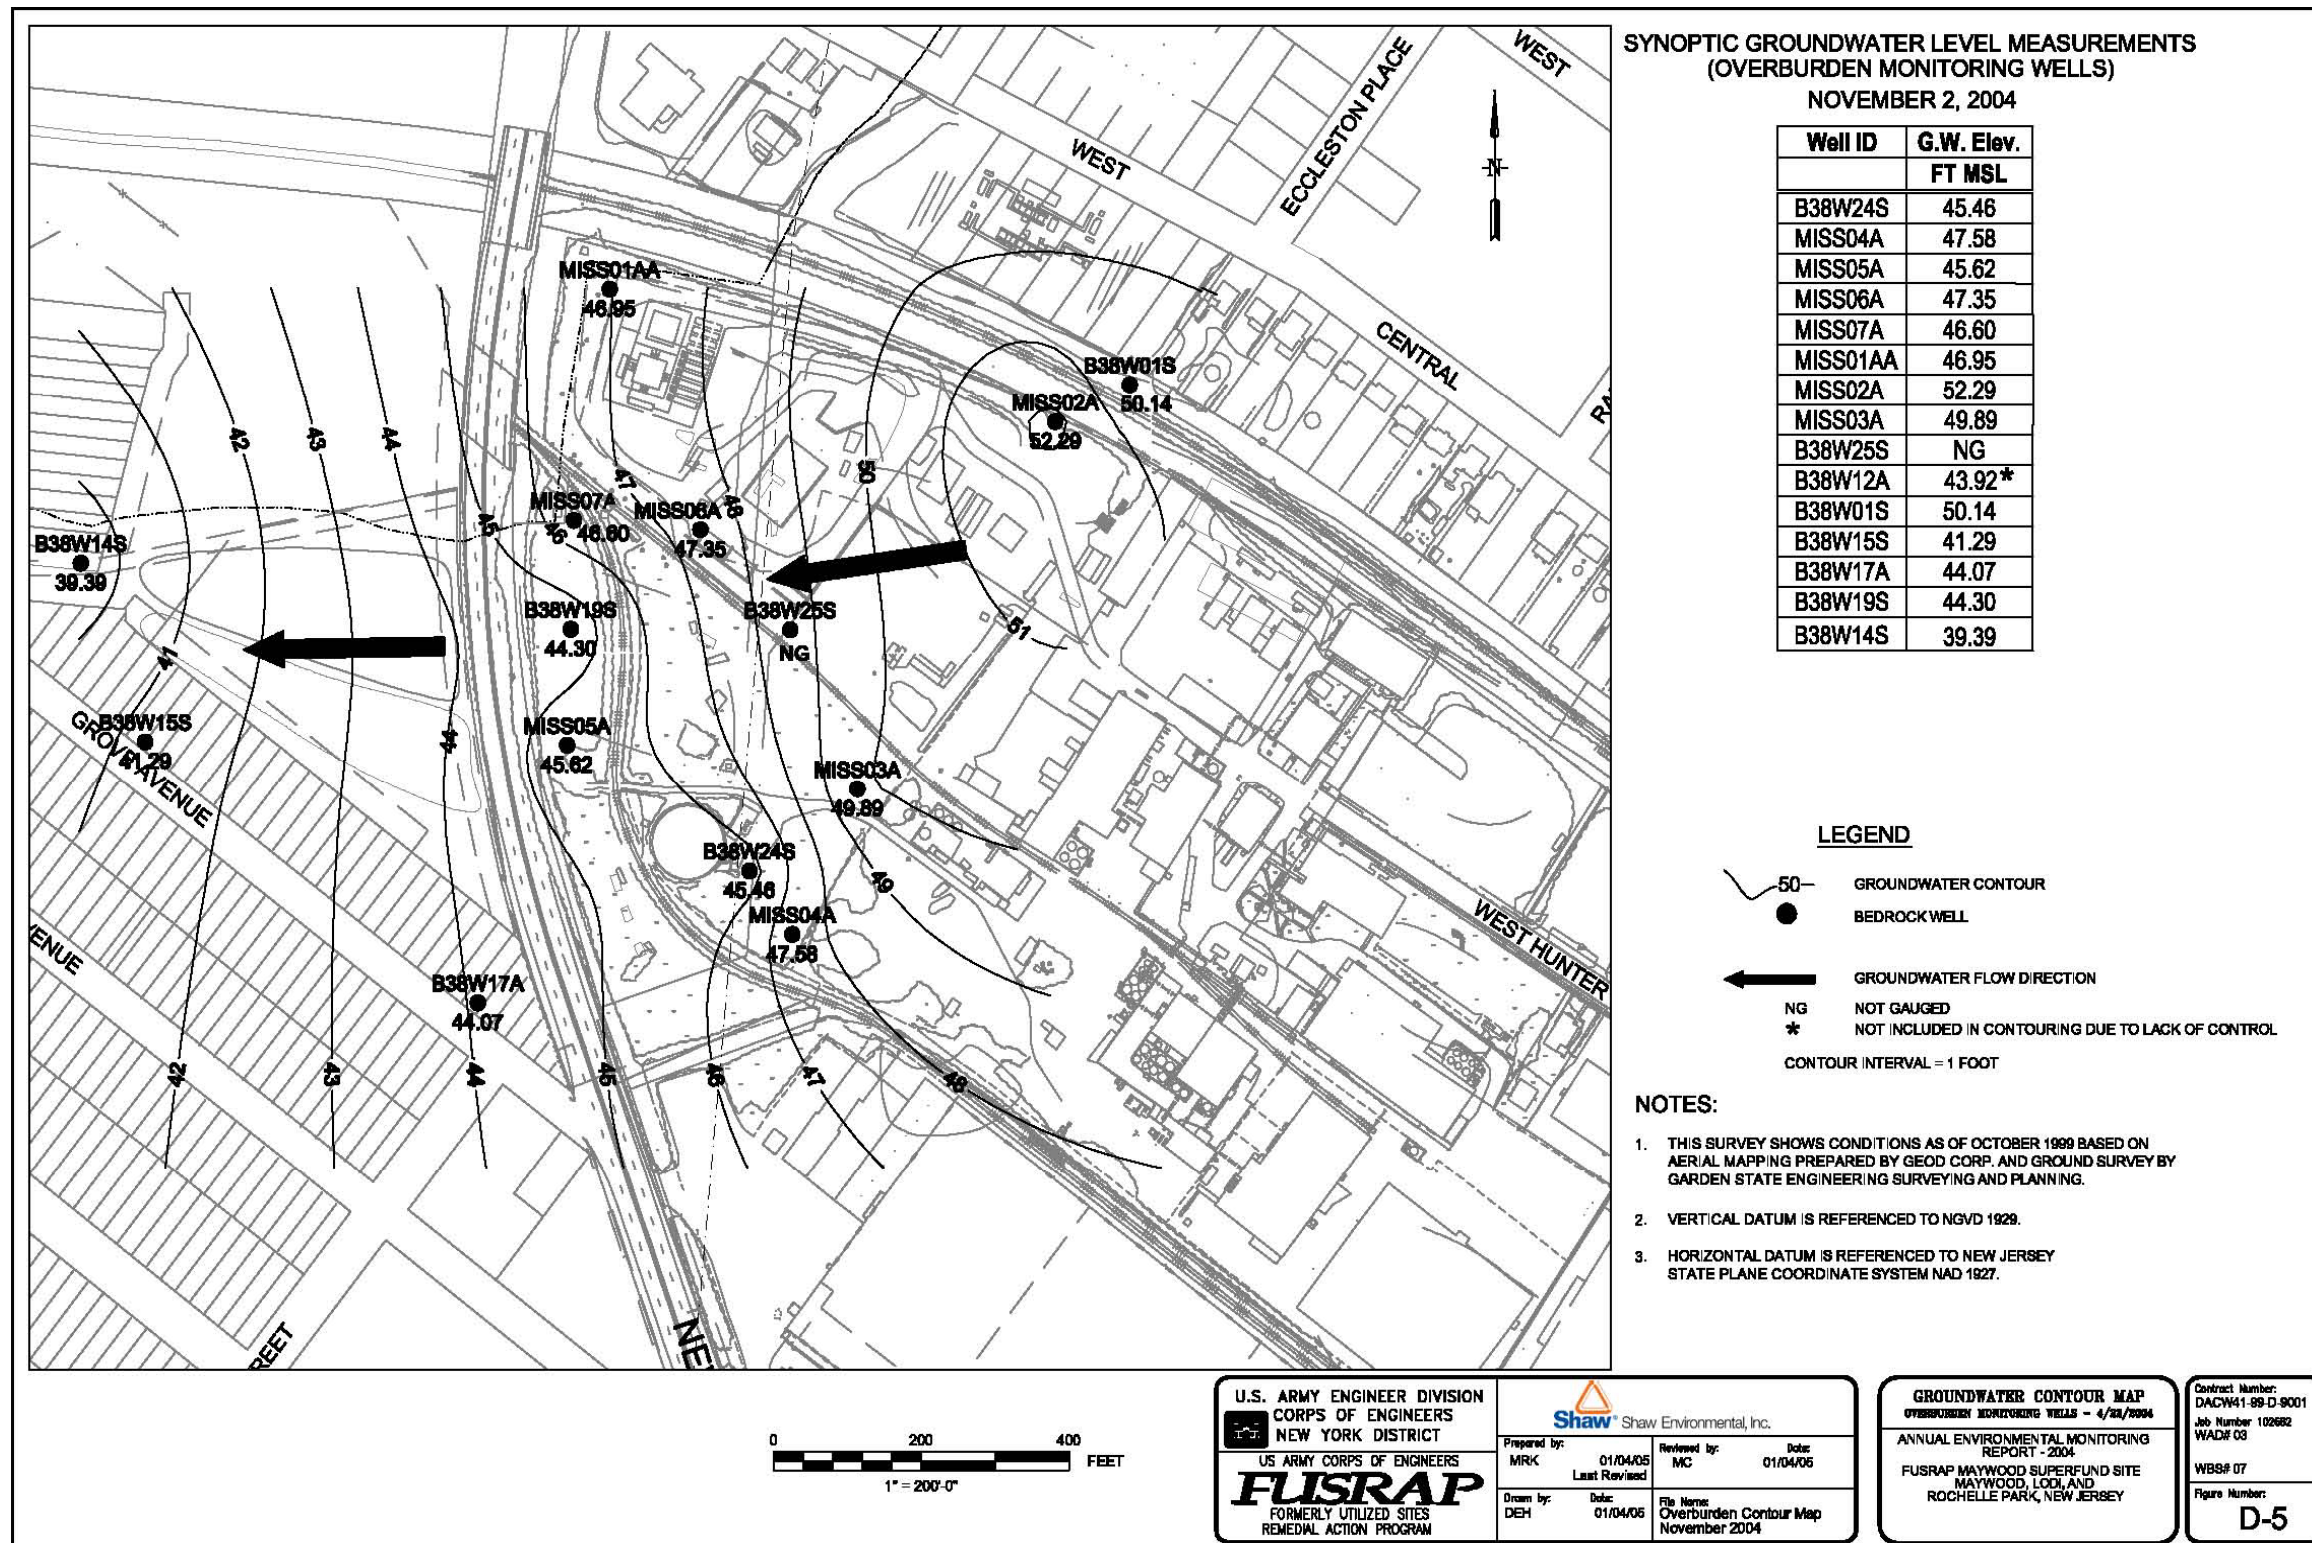 SYNOPTIC GROUNDWATER LEVEL MEASUREMENTS
(OVERBURDEN MONITORING WELLS)
NOVEMBER 2, 2004
Well ID G.W. Elev.
FT MSL
B38W24S 45.46
MISS04A 47.58
MISS05A 45.62
MISS06A 47.35
MISS07A 46.60
MISS01AA 46.95
MISS02A 52.29
MISS03A 49.89
B38W25S NG
B38W12A 43.92*
B38W01S 50.14
B38W15S 41.29
B38W17A 44.07
B38W19S 44.30
B38W14S 39.39
LEGEND
50 GROUNDWATER CONTOUR
BEDROCK WELL
GROUNDWATER FLOW DIRECTION
NG NOT GAUGED
* NOT INCLUDED IN CONTOURING DUE TO LACK OF CONTROL
CONTOUR INTERVAL = 1 FOOT
NOTES:
1. THIS SURVEY SHOWS CONDITIONS AS OF OCTOBER 1999 BASED ON
AERIAL MAPPING PREPARED BY GEOD CORP. AND GROUND SURVEY BY
GARDEN STATE ENGINEERING SURVEYING AND PLANNING.
2. VERTICAL DATUM IS REFERENCED TO NGVD 1929.
3. HORIZONTAL DATUM IS REFERENCED TO NEW JERSEY
STATE PLANE COORDINATE SYSTEM NAD 1927.
WEST
ECCLESTON PLACE
WEST
N
CENTRAL
RA
MISS01AA
46.95
B38W01S
50.14
MISS02A
52.29
42
43
44
47
50
48
45
46
MISS07A
46.60
MISS06A
47.35
B38W14S
39.39
B38W19S
44.30
B38W25S
NG
51
41
44
B38W15S
41.29
GROVE AVENUE
MISS05A
45.62
MISS03A
49.89
B38W24S
45.46
49
MISS04A
47.58
WEST HUNTER
ENUE
B38W17A
44.07
42
43
44
45
46
47
48
REET
NE
0 200 400
FEET
1" = 200'-0"
U.S. ARMY ENGINEER DIVISION
CORPS OF ENGINEERS
NEW YORK DISTRICT
US ARMY CORPS OF ENGINEERS
FUSRAP
FORMERLY UTILIZED SITES
REMEDIAL ACTION PROGRAM
Shaw® Shaw Environmental, Inc.
Prepared by:
MRK 01/04/05
Last Revised
Reviewed by: Date:
MC 01/04/05
Drawn by: Date:
DEH 01/04/05
File Name:
Overburden Contour Map
November 2004
GROUNDWATER CONTOUR MAP
OVERBURDEN MONITORING WELLS -
ANNUAL ENVIRONMENTAL MONITORING
REPORT - 2004
FUSRAP MAYWOOD SUPERFUND SITE
MAYWOOD, LODI, AND
ROCHELLE PARK, NEW JERSEY
Contract Number:
DACW41-99-D-9001
Job Number 102682
WAD# 03
WBS# 07
Figure Number:
D-5